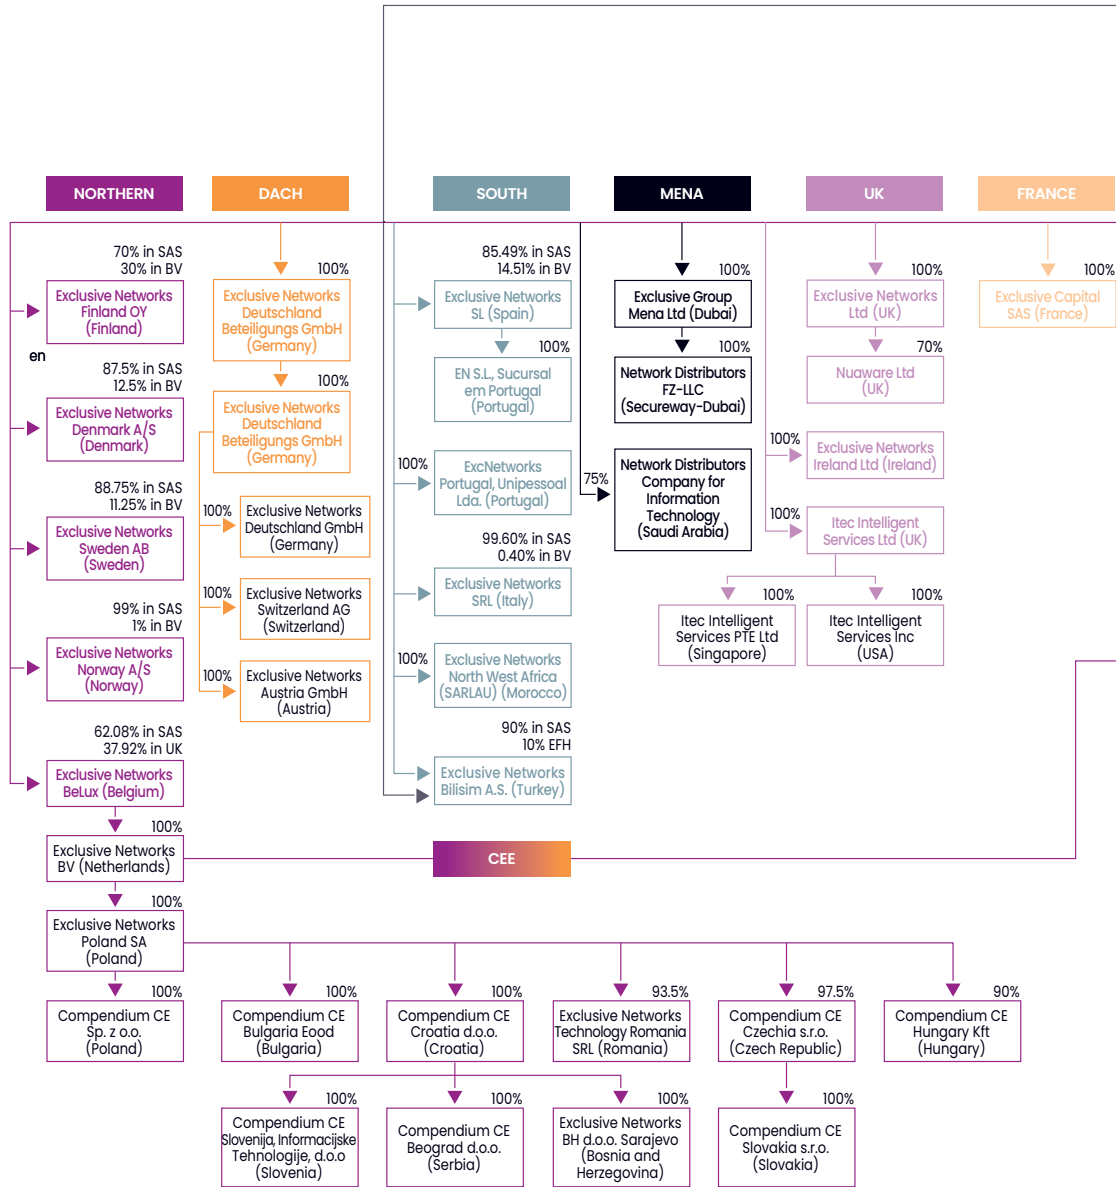 NORTHERN
DACH
SOUTH
MENA
UK
FRANCE
70% in SAS
30% in BV
Exclusive Networks
Finland OY
(Finland)
en
87.5% in SAS
12.5% in BV
Exclusive Networks
Denmark A/S
(Denmark)
88.75% in SAS
11.25% in BV
Exclusive Networks
Sweden AB
(Sweden)
99% in SAS
1% in BV
Exclusive Networks
Norway A/S
(Norway)
62.08% in SAS
37.92% in UK
Exclusive Networks
BeLux (Belgium)
100%
Exclusive Networks
BV (Netherlands)
100%
Exclusive Networks
Poland SA
(Poland)
100%
Exclusive Networks
Deutschland
Beteiligungs GmbH
(Germany)
100%
Exclusive Networks
Deutschland
Beteiligungs GmbH
(Germany)
100%
Exclusive Networks
Deutschland GmbH
(Germany)
100%
Exclusive Networks
Switzerland AG
(Switzerland)
100%
Exclusive Networks
Austria GmbH
(Austria)
85.49% in SAS
14.51% in BV
Exclusive Networks
SL (Spain)
100%
EN S.L, Sucursal
em Portugal
(Portugal)
100%
ExcNetworks
Portugal, Unipessoal
Lda. (Portugal)
99.60% in SAS
0.40% in BV
Exclusive Networks
SRL (Italy)
100%
Exclusive Networks
North West Africa
(SARLAU) (Morocco)
90% in SAS
10% EFH
Exclusive Networks
Bilisim A.S. (Turkey)
100%
Exclusive Group
Mena Ltd (Dubai)
100%
Network Distributors
FZ-LLC
(Secureway-Dubai)
75%
Network Distributors
Company for
Information
Technology
(Saudi Arabia)
100%
Exclusive Networks
Ltd (UK)
70%
Nuaware Ltd
(UK)
100%
Exclusive Networks
Ireland Ltd (Ireland)
100%
Itec Intelligent
Services Ltd (UK)
100%
Itec Intelligent
Services PTE Ltd
(Singapore)
100%
Itec Intelligent
Services Inc
(USA)
100%
Exclusive Capital
SAS (France)
CEE
100%
Compendium CE
Sp. z o.o.
(Poland)
100%
Compendium CE
Bulgaria Eood
(Bulgaria)
100%
Compendium CE
Croatia d.o.o.
(Croatia)
93.5%
Exclusive Networks
Technology Romania
SRL (Romania)
97.5%
Compendium CE
Czechia s.r.o.
(Czech Republic)
90%
Compendium CE
Hungary Kft
(Hungary)
100%
Compendium CE
Slovenija, Informacijske
Tehnologije, d.o.o
(Slovenia)
100%
Compendium CE
Beograd d.o.o.
(Serbia)
100%
Exclusive Networks
BH d.o.o. Sarajevo
(Bosnia and
Herzegovina)
100%
Compendium CE
Slovakia s.r.o.
(Slovakia)